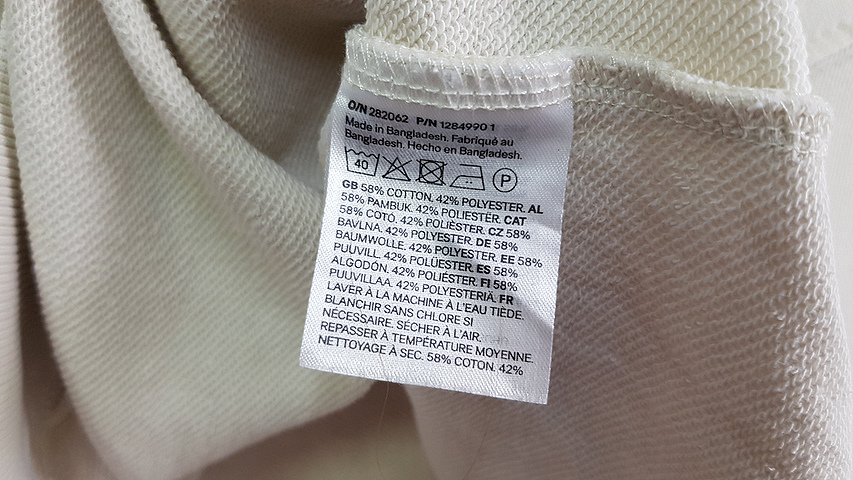 O/N 282062 P/N 1284990 1
Made in Bangladesh. Fabriqué au
Bangladesh. Hecho en Bangladesh.
40 P
GB 58% COTTON. 42% POLYESTER. AL
58% PAMBUK. 42% POLIESTËR. CAT
58% COTÓ. 42% POLIÈSTER. CZ 58%
BAVLNA. 42% POLYESTER. DE 58%
BAUMWOLLE. 42% POLYESTER. EE 58%
PUUVILL. 42% POLÜESTER. ES 58%
ALGODÓN. 42% POLIÉSTER. FI 58%
PUUVILLAA. 42% POLYESTERIÄ. FR
LAVER À LA MACHINE À L'EAU TIÈDE.
BLANCHIR SANS CHLORE SI
NÉCESSAIRE. SÉCHER À L'AIR.
REPASSER À TEMPÉRATURE MOYENNE.
NETTOYAGE À SEC. 58% COTON. 42%